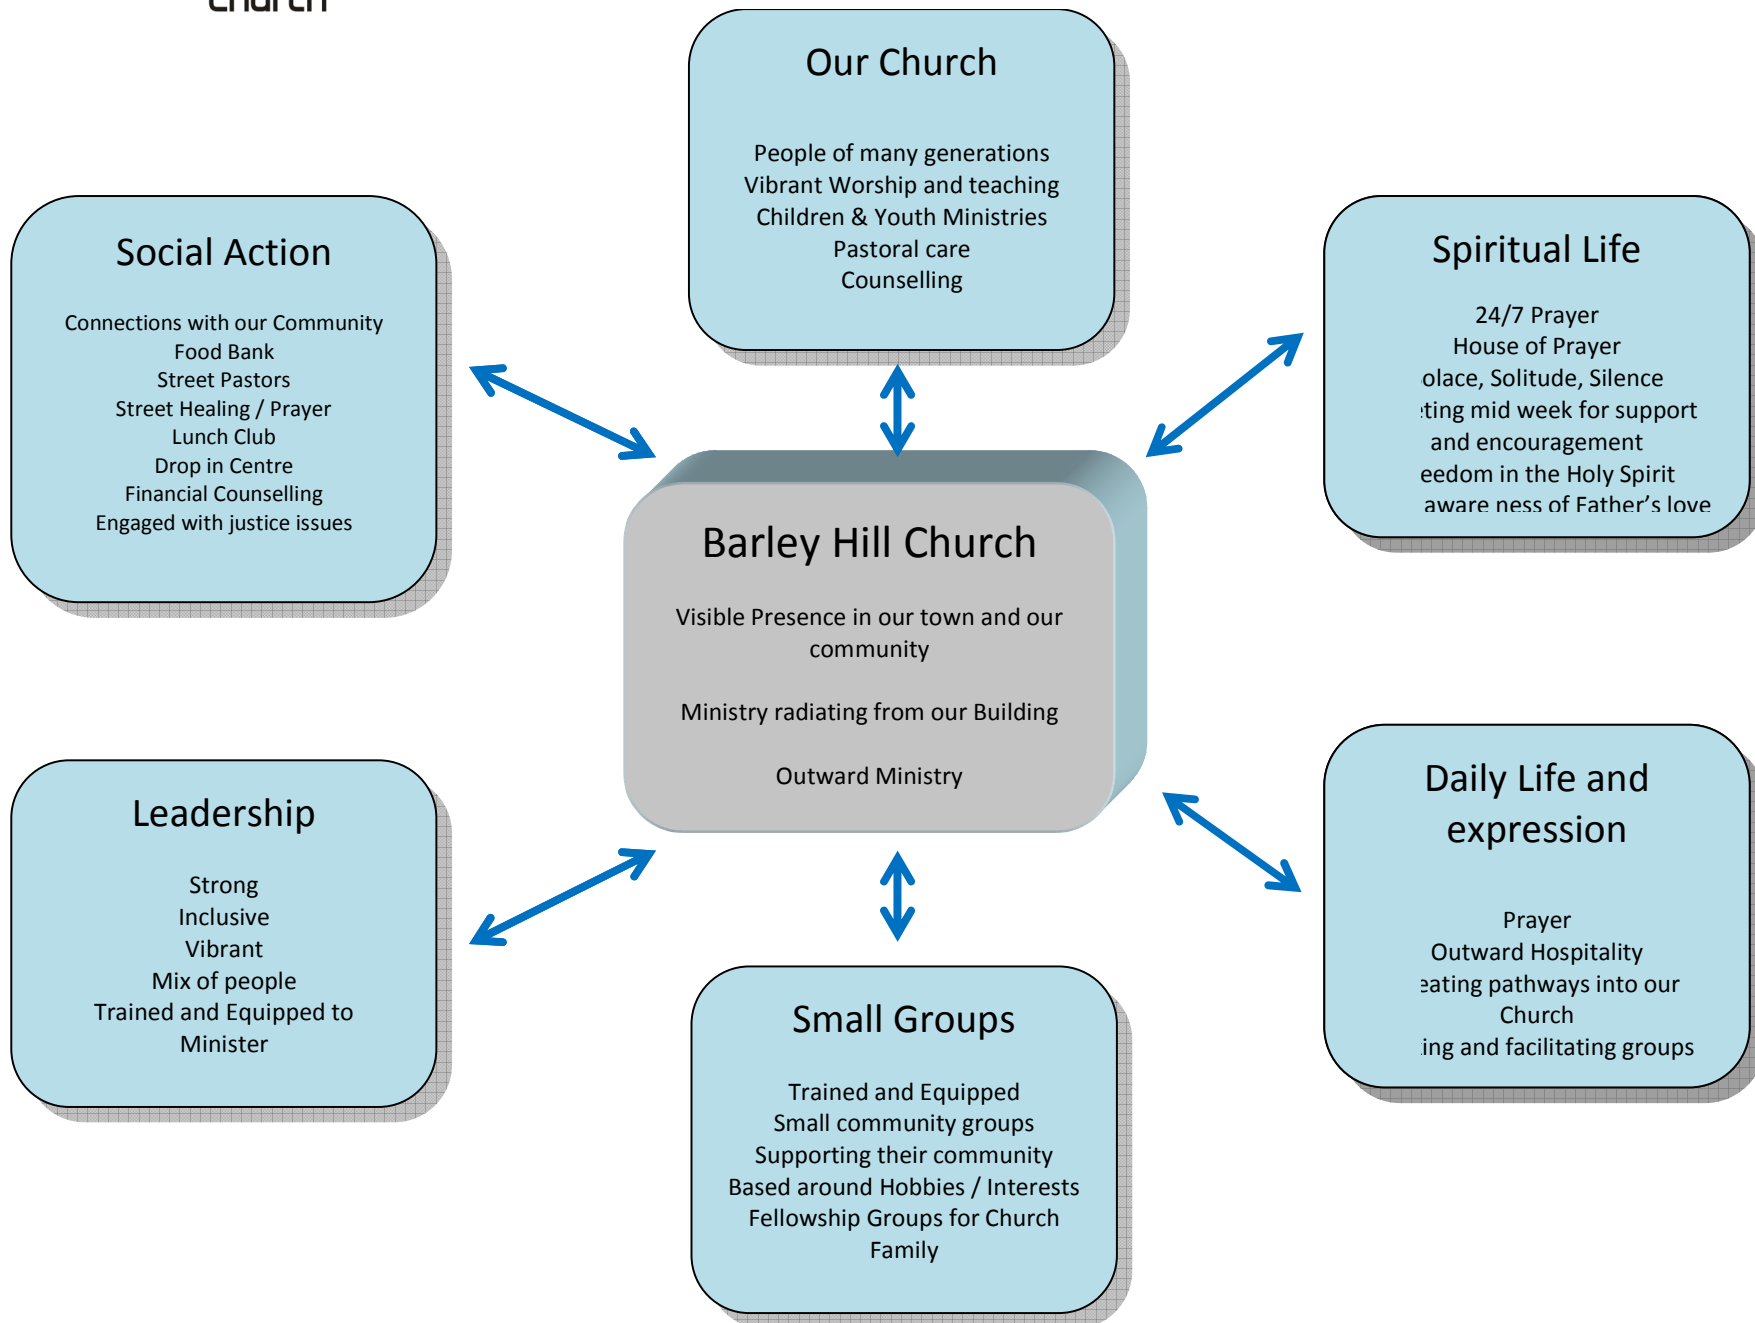 church
Our Church
People of many generations
Vibrant Worship and teaching
Children & Youth Ministries
Pastoral care
Counselling
Social Action
Connections with our Community
Food Bank
Street Pastors
Street Healing / Prayer
Lunch Club
Drop in Centre
Financial Counselling
Engaged with justice issues
Spiritual Life
24/7 Prayer
House of Prayer
Solitude, Silence
mid week for support
and encouragement
in the Holy Spirit
aware ness of Father’s love
Barley Hill Church
Visible Presence in our town and our
community
Ministry radiating from our Building
Outward Ministry
Leadership
Strong
Inclusive
Vibrant
Mix of people
Trained and Equipped to
Minister
Daily Life and
expression
Prayer
Outward Hospitality
pathways into our
Church
and facilitating groups
Small Groups
Trained and Equipped
Small community groups
Supporting their community
Based around Hobbies / Interests
Fellowship Groups for Church
Family